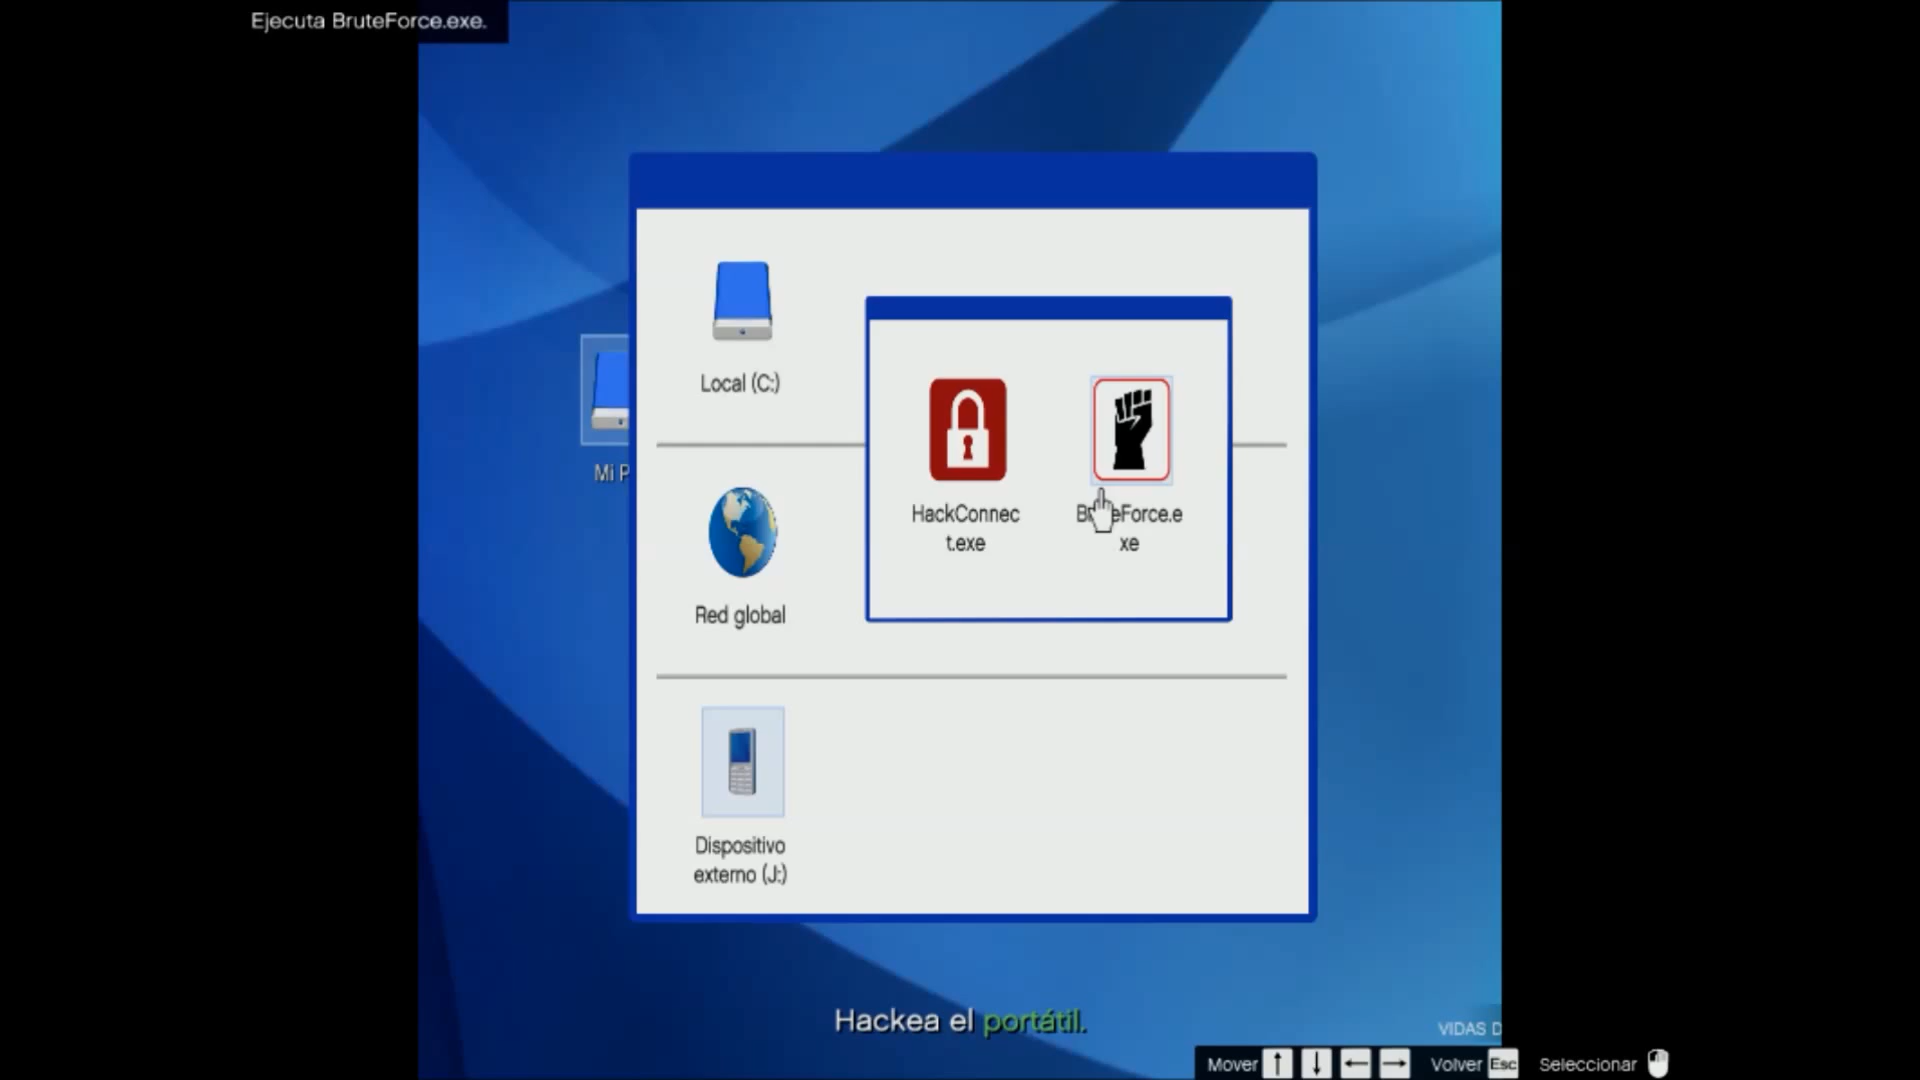 Ejecuta BruteForce.exe.
Local (C:)
Mi P
HackConnec
t.exe
BruteForce.e
xe
Red global
Dispositivo
externo (J:)
Hackea el portátil.
VIDAS D
Mover Volver Esc Seleccionar